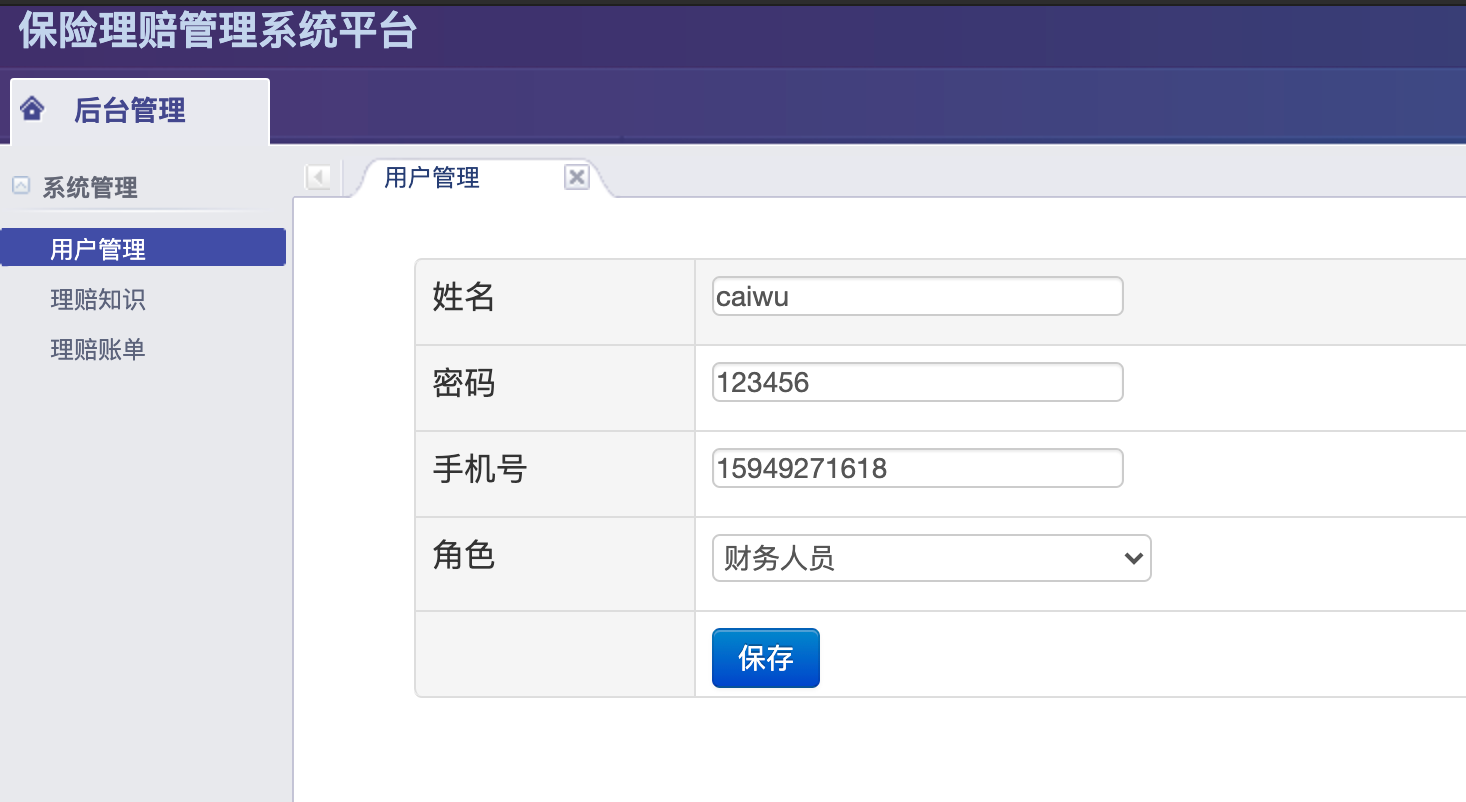 保险理赔管理系统平台
后台管理
系统管理
用户管理
理赔知识
理赔账单
用户管理
姓名 caiwu
密码 123456
手机号 15949271618
角色 财务人员
保存